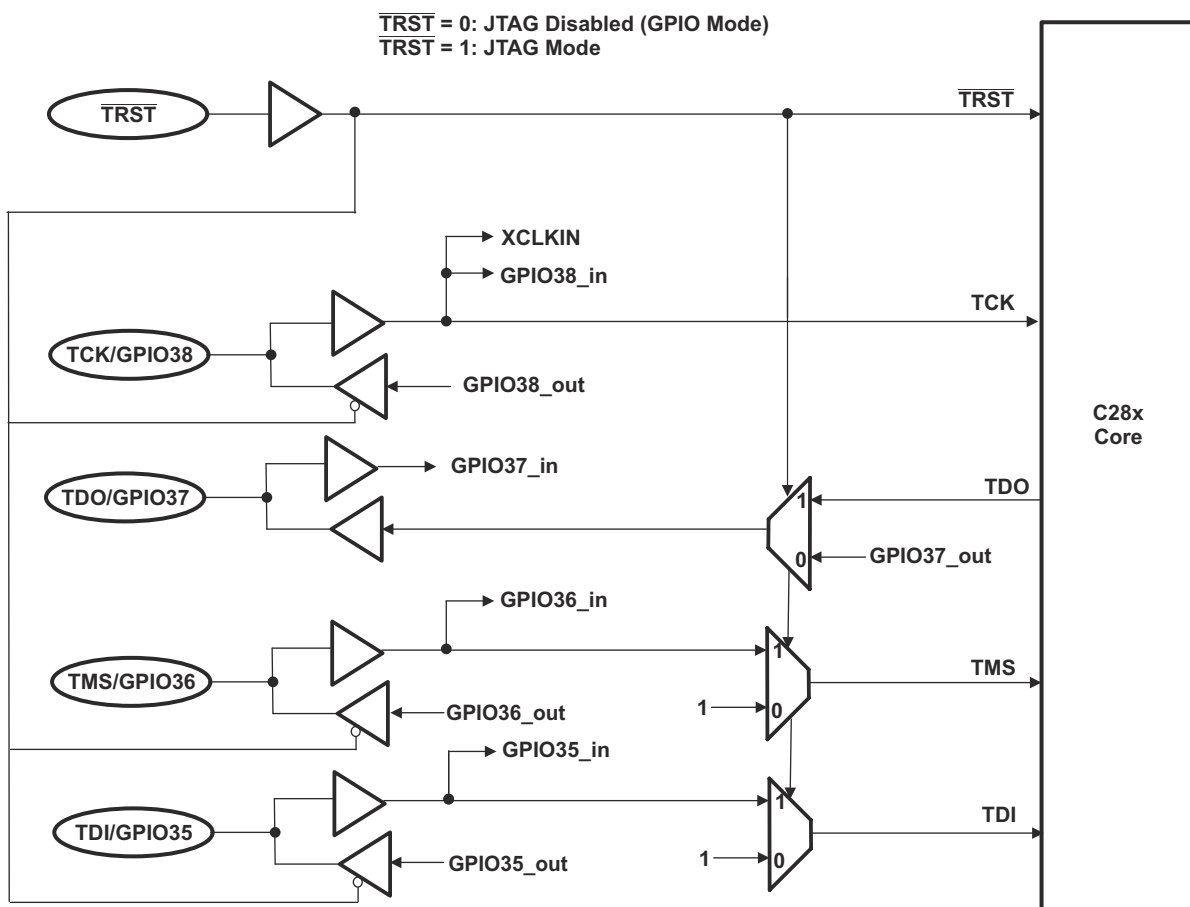 TRST = 0: JTAG Disabled (GPIO Mode)
TRST = 1: JTAG Mode
TRST
TRST
XCLKIN
GPIO38_in
TCK
TCK/GPIO38
GPIO38_out
C28x
Core
GPIO37_in
TDO/GPIO37
1
TDO
0
GPIO37_out
GPIO36_in
1
TMS/GPIO36
TMS
GPIO36_out
1
0
GPIO35_in
1
TDI/GPIO35
TDI
GPIO35_out
1
0